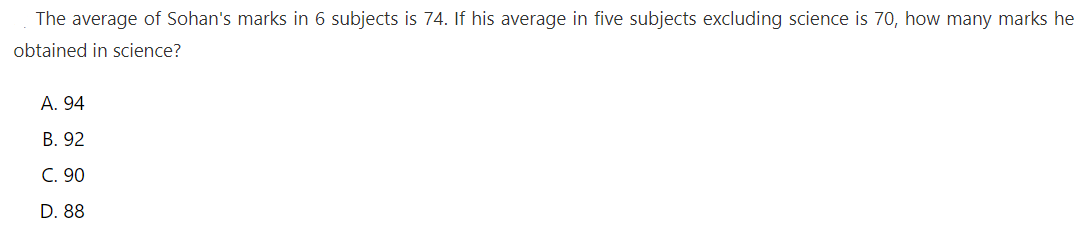 The average of Sohan's marks in 6 subjects is 74. If his average in five subjects excluding science is 70, how many marks he
obtained in science?
A. 94
B. 92
C. 90
D. 88